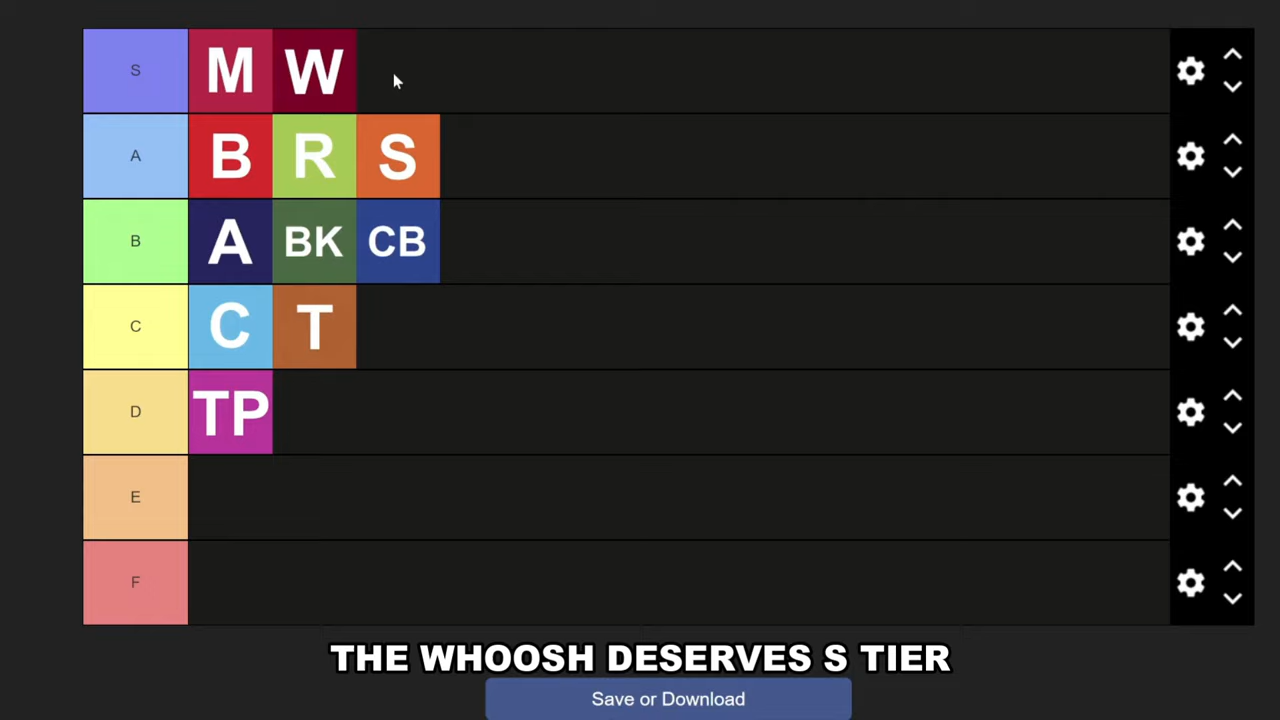 S M W
A B R S
B A BK CB
C C T
D TP
E
F
THE WHOOSH DESERVES S TIER
Save or Download